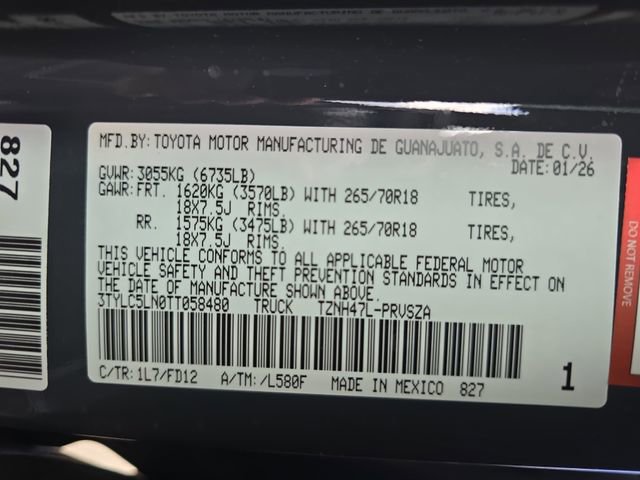 MFD.BY: TOYOTA MOTOR MANUFACTURING DE GUANAJUATO, S.A. DE C.V.
DATE: 01/26
GVWR: 3055KG (6735LB)
GAWR: FRT. 1620KG (3570LB) WITH 265/70R18 TIRES,
18X7.5J RIMS.
RR. 1575KG (3475LB) WITH 265/70R18 TIRES,
18X7.5J RIMS.
THIS VEHICLE CONFORMS TO ALL APPLICABLE FEDERAL MOTOR
VEHICLE SAFETY AND THEFT PREVENTION STANDARDS IN EFFECT ON
THE DATE OF MANUFACTURE SHOWN ABOVE.
3TYLC5LN0TT058480 TRUCK TZNH47L-PRVSZA
C/TR: 1L7/FD12 A/TM: /L580F MADE IN MEXICO 827
1
827
DO NOT REMOVE